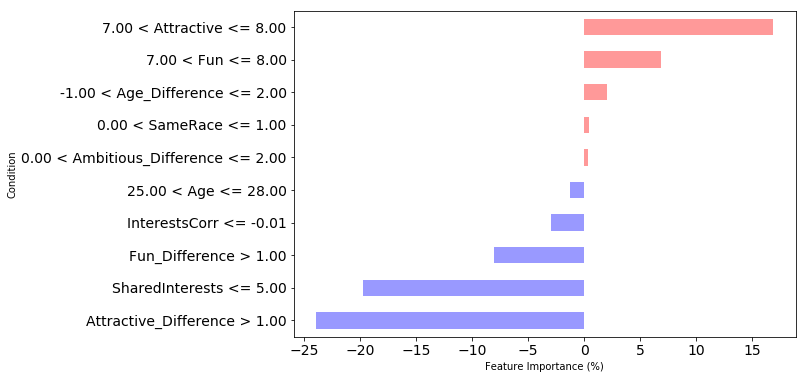 7.00 < Attractive <= 8.00
7.00 < Fun <= 8.00
-1.00 < Age_Difference <= 2.00
0.00 < SameRace <= 1.00
0.00 < Ambitious_Difference <= 2.00
25.00 < Age <= 28.00
InterestsCorr <= -0.01
Fun_Difference > 1.00
SharedInterests <= 5.00
Attractive_Difference > 1.00
Condition
−25 −20 −15 −10 −5 0 5 10 15
Feature Importance (%)